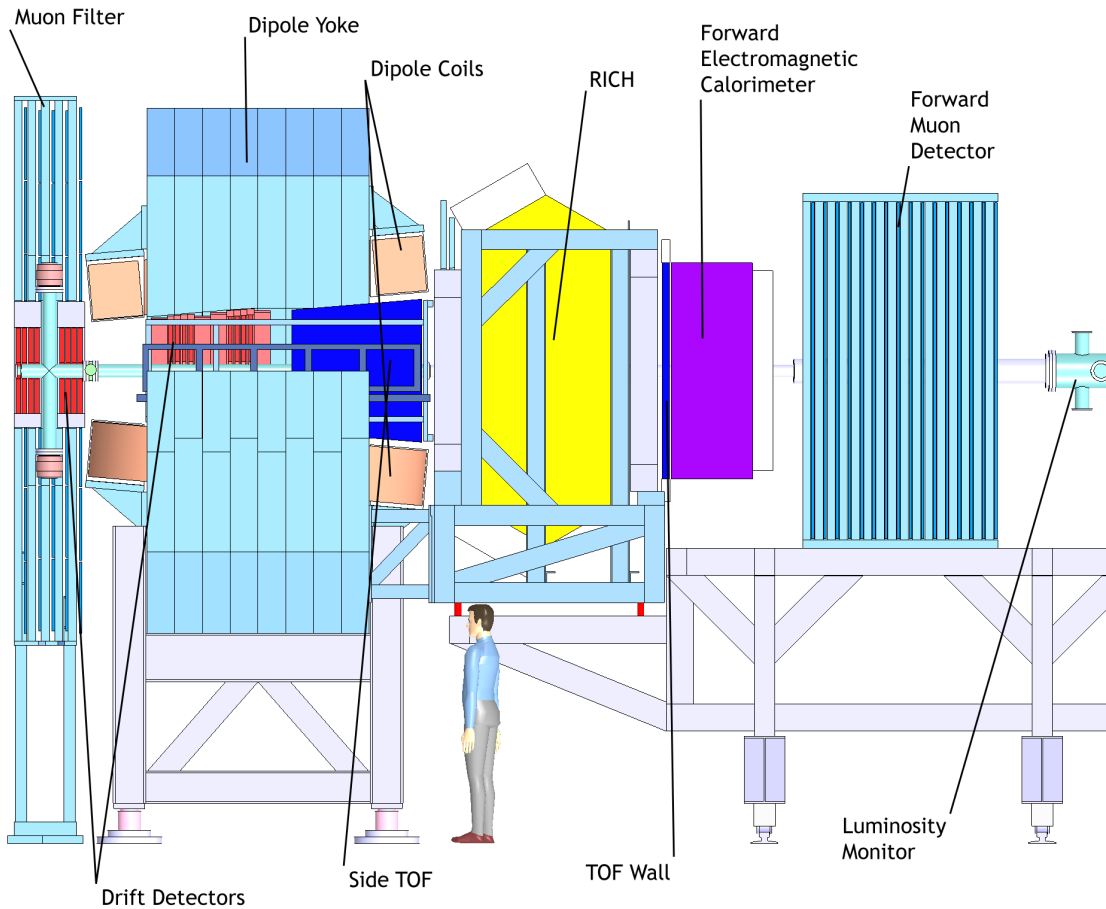 Muon Filter
Dipole Yoke
Dipole Coils
RICH
Forward
Electromagnetic
Calorimeter
Forward
Muon
Detector
Drift Detectors
Side TOF
TOF Wall
Luminosity
Monitor